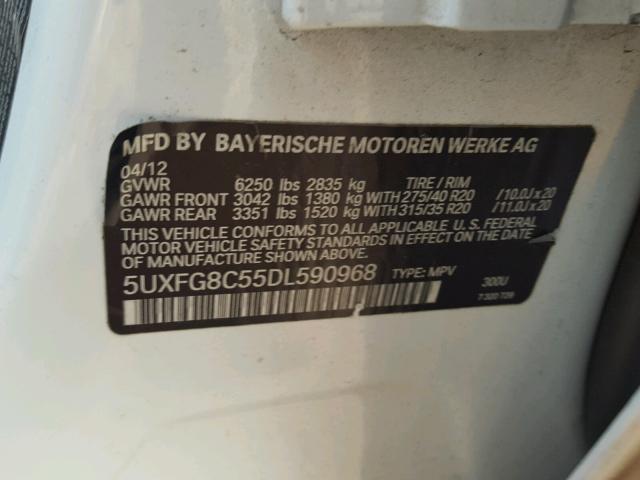 MFD BY BAYERISCHE MOTOREN WERKE AG
04/12
GVWR 6250 lbs 2835 kg TIRE / RIM
GAWR FRONT 3042 lbs 1380 kg WITH 275/40 R20 /10.0J x 20
GAWR REAR 3351 lbs 1520 kg WITH 315/35 R20 /11.0J x 20
THIS VEHICLE CONFORMS TO ALL APPLICABLE U.S. FEDERAL
MOTOR VEHICLE SAFETY STANDARDS IN EFFECT ON THE DATE
OF MANUFACTURE SHOWN ABOVE.
5UXFG8C55DL590968 TYPE: MPV 300U
7 300 739